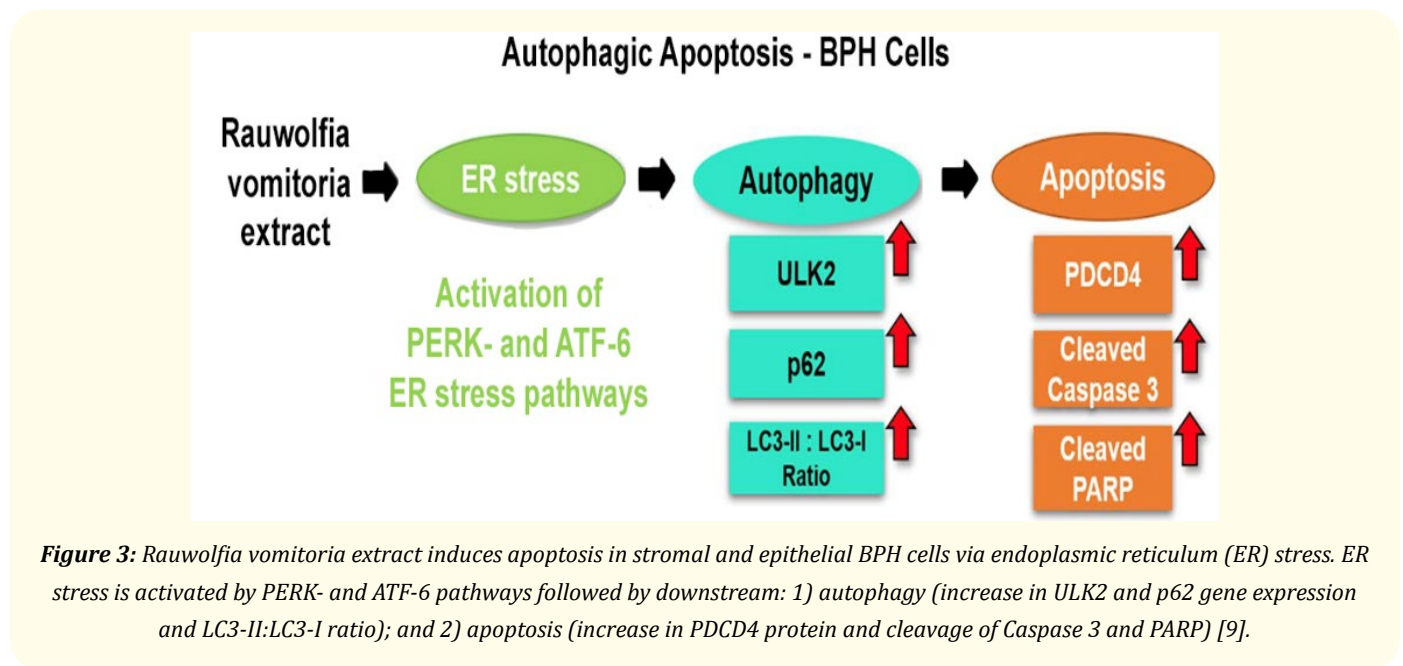 Autophagic Apoptosis - BPH Cells
Rauwolfia
vomitoria
extract
ER stress
Activation of
PERK- and ATF-6
ER stress pathways
Autophagy
ULK2
p62
LC3-II : LC3-I
Ratio
Apoptosis
PDCD4
Cleaved
Caspase 3
Cleaved
PARP
Figure 3: Rauwolfia vomitoria extract induces apoptosis in stromal and epithelial BPH cells via endoplasmic reticulum (ER) stress. ER
stress is activated by PERK- and ATF-6 pathways followed by downstream: 1) autophagy (increase in ULK2 and p62 gene expression
and LC3-II:LC3-I ratio); and 2) apoptosis (increase in PDCD4 protein and cleavage of Caspase 3 and PARP) [9].